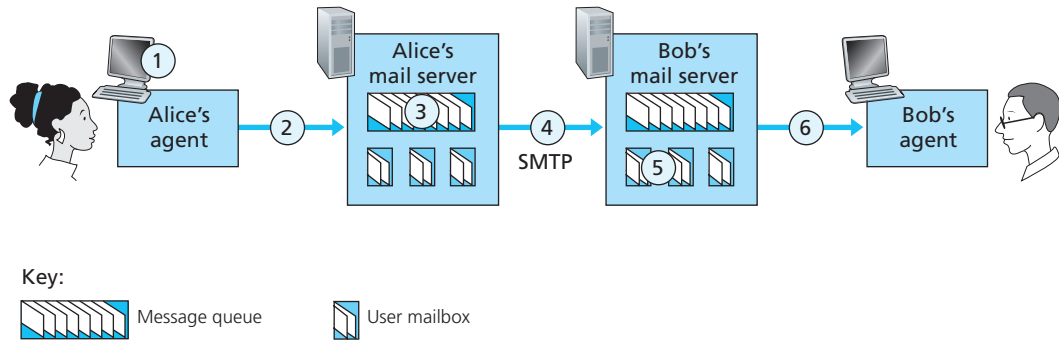 1
Alice's
agent
2
Alice's
mail server
3
4
SMTP
Bob's
mail server
5
6
Bob's
agent
Key:
Message queue
User mailbox